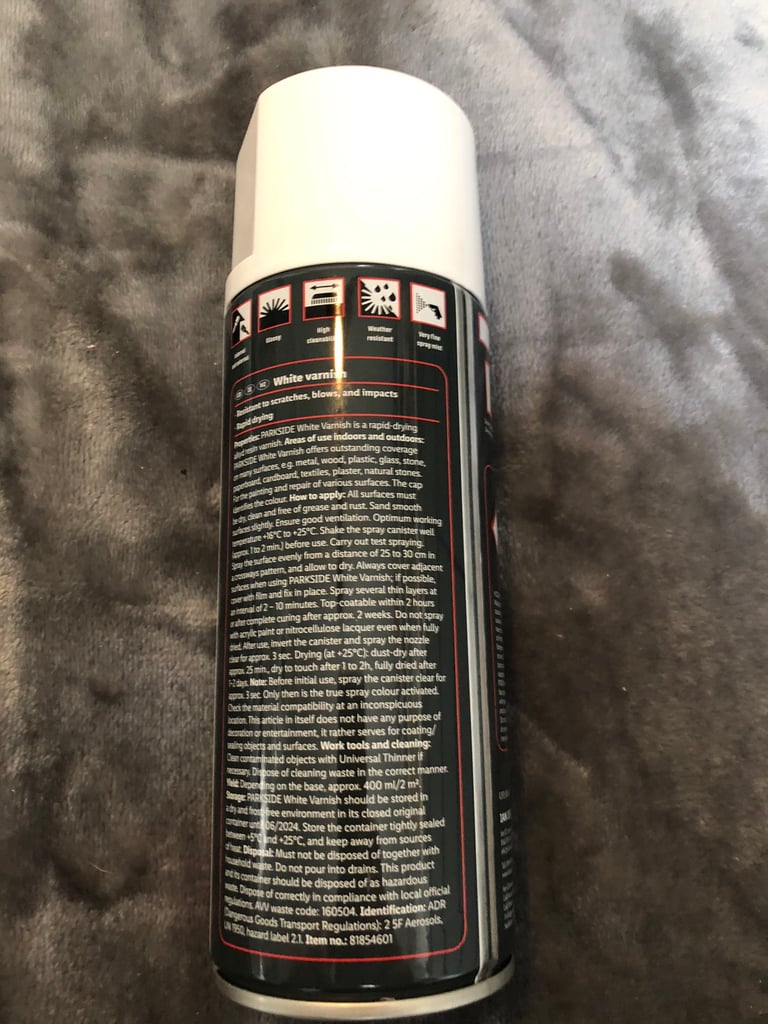 Glossy
High
cleanability
Weather
resistant
Very fine
spray mist
White varnish
- Resistant to scratches, blows, and impacts
- Rapid drying
Properties: PARKSIDE White Varnish is a rapid-drying
alkyd resin varnish. Areas of use indoors and outdoors:
PARKSIDE White Varnish offers outstanding coverage
on many surfaces, e.g. metal, wood, plastic, glass, stone,
paperboard, cardboard, textiles, plaster, natural stones.
For the painting and repair of various surfaces. The cap
identifies the colour. How to apply: All surfaces must
be dry, clean and free of grease and rust. Sand smooth
surfaces slightly. Ensure good ventilation. Optimum working
temperature +16°C to +25°C. Shake the spray canister well
(approx. 1 to 2 min.) before use. Carry out test spraying.
Spray the surface evenly from a distance of 25 to 30 cm in
a crossways pattern, and allow to dry. Always cover adjacent
surfaces when using PARKSIDE White Varnish; if possible,
cover with film and fix in place. Spray several thin layers at
an interval of 2 – 10 minutes. Top-coatable within 2 hours
or after complete curing after approx. 2 weeks. Do not spray
with acrylic paint or nitrocellulose lacquer even when fully
dried. After use, invert the canister and spray the nozzle
clear for approx. 3 sec. Drying (at +25°C): dust-dry after
approx. 25 min., dry to touch after 1 to 2h, fully dried after
1–2 days. Note: Before initial use, spray the canister clear for
approx. 3 sec. Only then is the true spray colour activated.
Check the material compatibility at an inconspicuous
location. This article in itself does not have any purpose of
decoration or entertainment, it rather serves for coating/
sealing objects and surfaces. Work tools and cleaning:
Clean contaminated objects with Universal Thinner if
necessary. Dispose of cleaning waste in the correct manner.
Yield: Depending on the base, approx. 400 ml/2 m².
Storage: PARKSIDE White Varnish should be stored in
a dry and frost-free environment in its closed original
container until 06/2024. Store the container tightly sealed
between +5°C and +25°C, and keep away from sources
of heat. Disposal: Must not be disposed of together with
household waste. Do not pour into drains. This product
and its container should be disposed of as hazardous
waste. Dispose of correctly in compliance with local official
regulations. AVV waste code: 160504. Identification: ADR
(Dangerous Goods Transport Regulations): 2 5F Aerosols,
UN 1950, hazard label 2.1. Item no.: 81854601